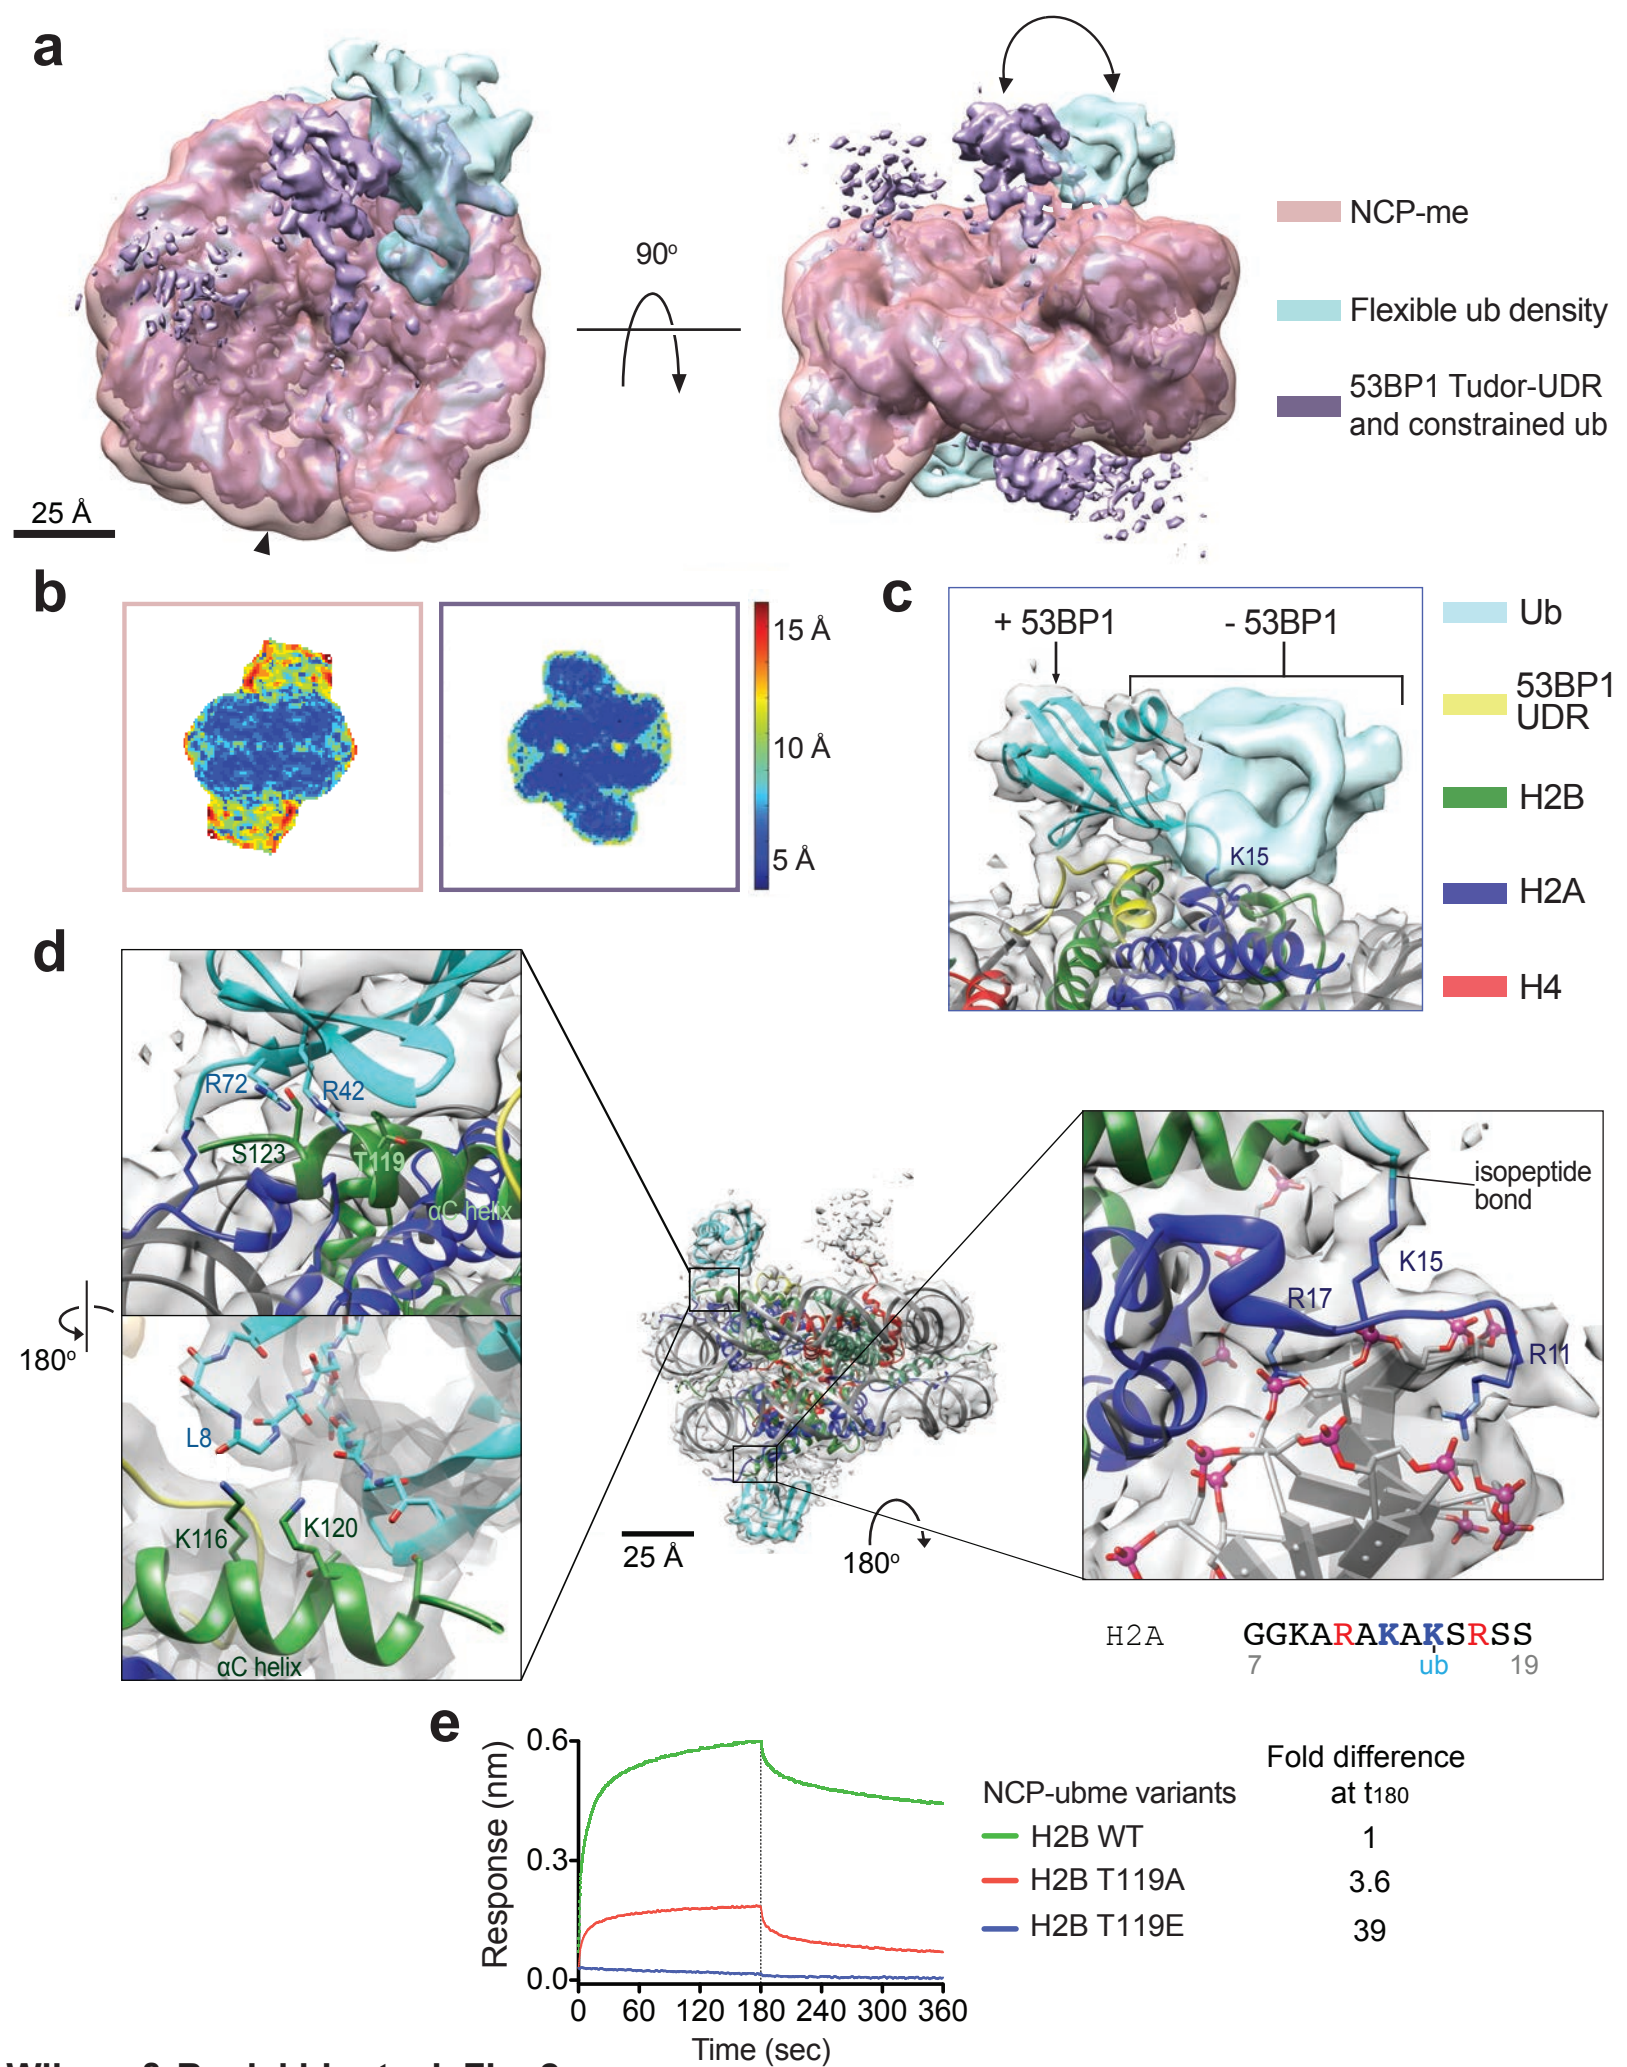 a
90º
NCP-me
Flexible ub density
53BP1 Tudor-UDR
and constrained ub
25 Å
b
15 Å
10 Å
5 Å
c
+ 53BP1
- 53BP1
K15
Ub
53BP1
UDR
H2B
H2A
H4
d
R72
R42
S123
T119
αC helix
180º
L8
K116
K120
αC helix
25 Å
180º
isopeptide
bond
K15
R17
R11
H2A GGKARAKAKSRSS
7 ub 19
e
Response (nm)
0.6
0.3
0.0
0 60 120 180 240 300 360
Time (sec)
Fold difference
NCP-ubme variants at t180
H2B WT 1
H2B T119A 3.6
H2B T119E 39